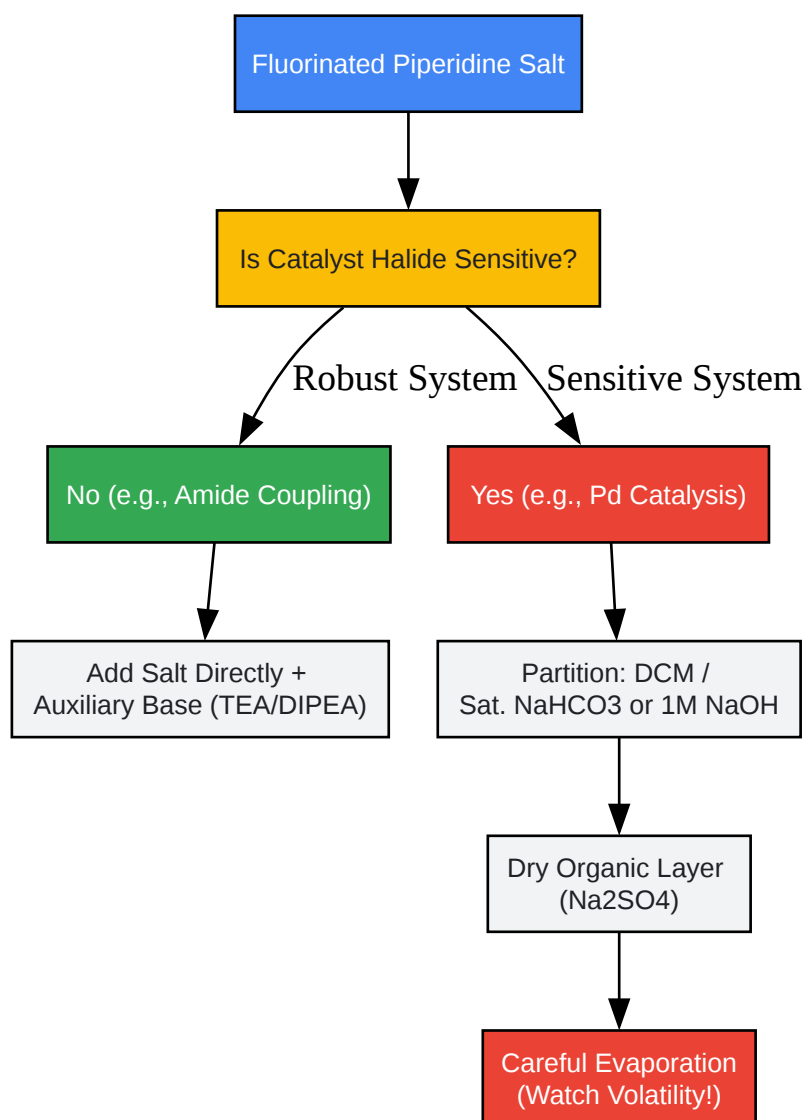 Fluorinated Piperidine Salt
Is Catalyst Halide Sensitive?
Robust System
Sensitive System
No (e.g., Amide Coupling)
Yes (e.g., Pd Catalysis)
Add Salt Directly +
Auxiliary Base (TEA/DIPEA)
Partition: DCM /
Sat. NaHCO3 or 1M NaOH
Dry Organic Layer
(Na2SO4)
Careful Evaporation
(Watch Volatility!)